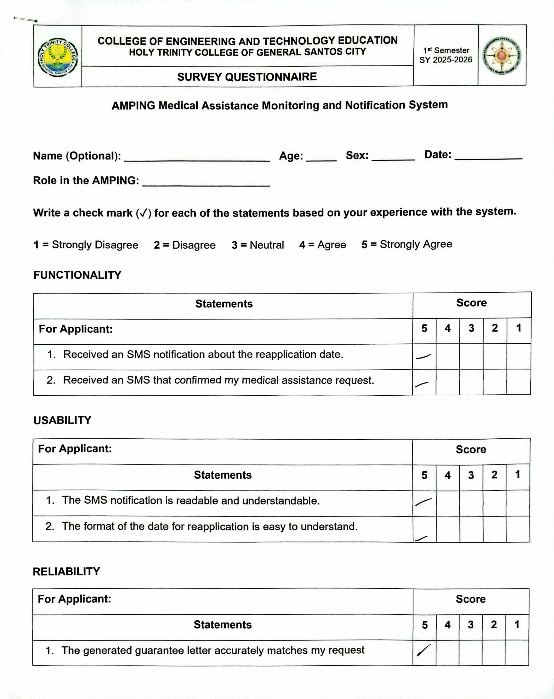 COLLEGE OF ENGINEERING AND TECHNOLOGY EDUCATION
HOLY TRINITY COLLEGE OF GENERAL SANTOS CITY
SURVEY QUESTIONNAIRE
1st Semester
SY 2025-2026
AMPING Medical Assistance Monitoring and Notification System
Name (Optional): ____ Age: ____ Sex: ____ Date: ____
Role in the AMPING: ____
Write a check mark (✓) for each of the statements based on your experience with the system.
1 = Strongly Disagree 2 = Disagree 3 = Neutral 4 = Agree 5 = Strongly Agree
FUNCTIONALITY
Statements Score
For Applicant: 5 4 3 2 1
1. Received an SMS notification about the reapplication date. ✓
2. Received an SMS that confirmed my medical assistance request. ✓
USABILITY
For Applicant: Score
Statements 5 4 3 2 1
1. The SMS notification is readable and understandable. ✓
2. The format of the date for reapplication is easy to understand. ✓
RELIABILITY
For Applicant: Score
Statements 5 4 3 2 1
1. The generated guarantee letter accurately matches my request ✓